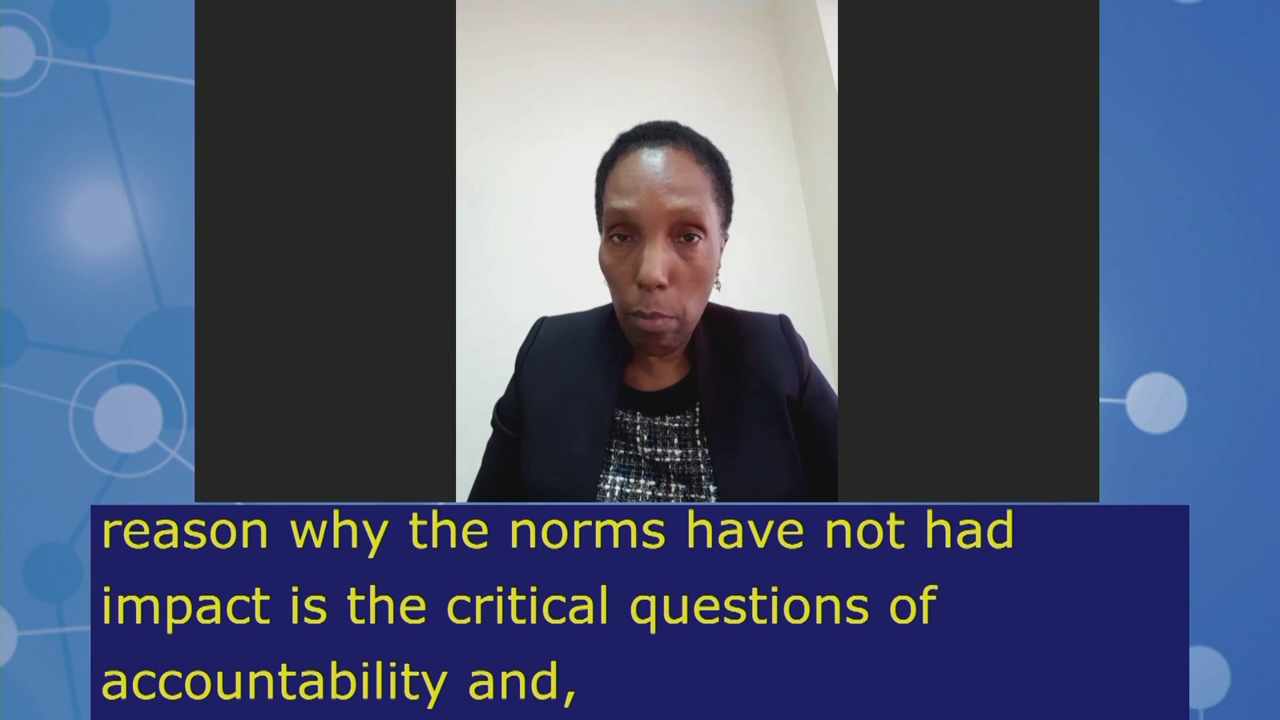 reason why the norms have not had
impact is the critical questions of
accountability and,